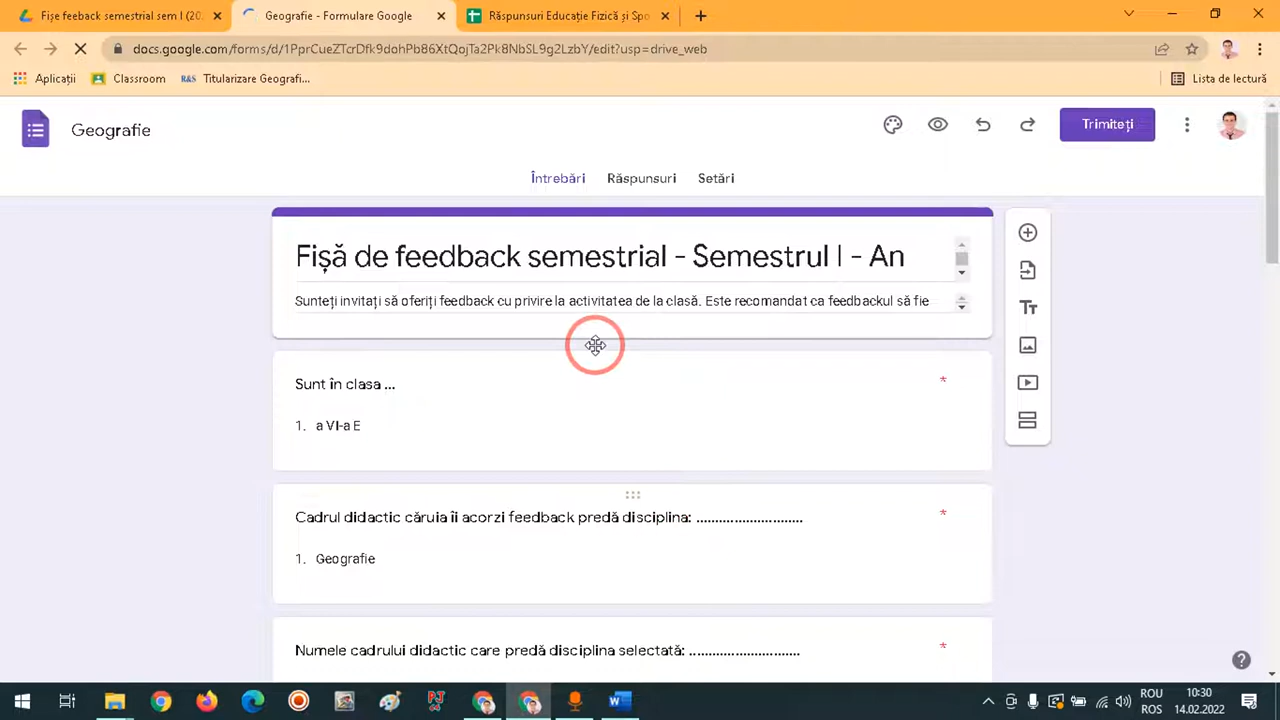 Fișe feeback semestrial sem I (20
Geografie - Formulare Google
Răspunsuri Educație Fizică și Spo
docs.google.com/forms/d/1PprCueZTcrDfk9dohPb86XtQojTa2Pk8NbSL9g2LzbY/edit?usp=drive_web
Aplicații
Classroom
R&S Titularizare Geografi...
Lista de lectură
Geografie
Trimiteți
Întrebări
Răspunsuri
Setări
Fișă de feedback semestrial - Semestrul I - An
Sunteți invitați să oferiți feedback cu privire la activitatea de la clasă. Este recomandat ca feedbackul să fie
Sunt în clasa ... *
1. a VI-a E
Cadrul didactic căruia îi acorzi feedback predă disciplina: ........................... *
1. Geografie
Numele cadrului didactic care predă disciplina selectată: ........................... *
ROU
ROS
10:30
14.02.2022